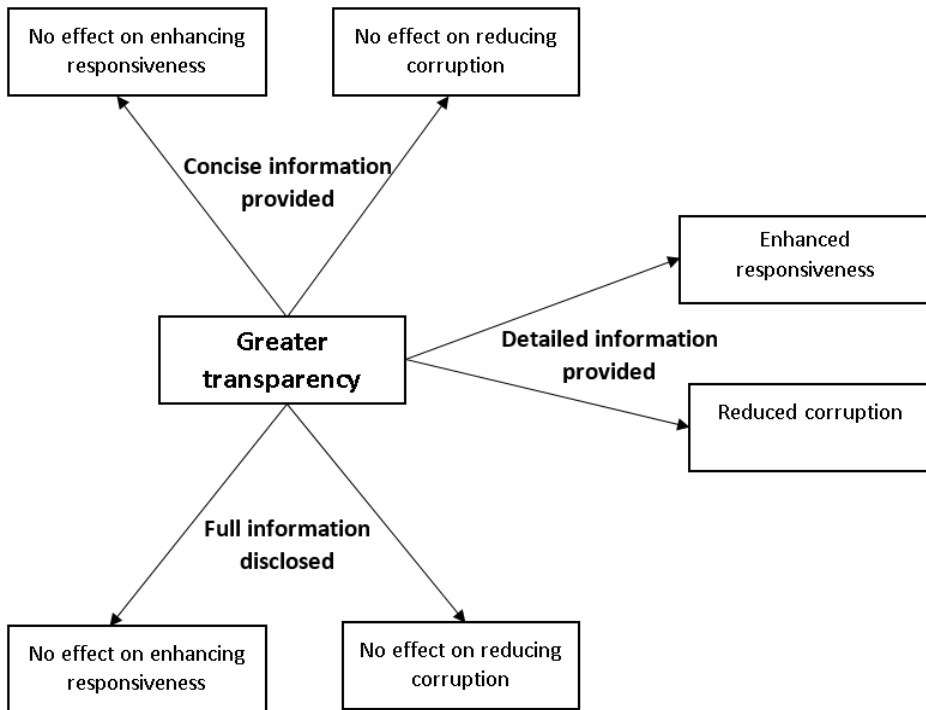 No effect on enhancing
responsiveness
No effect on reducing
corruption
Concise information
provided
Enhanced
responsiveness
Greater
transparency
Detailed information
provided
Reduced corruption
Full information
disclosed
No effect on enhancing
responsiveness
No effect on reducing
corruption